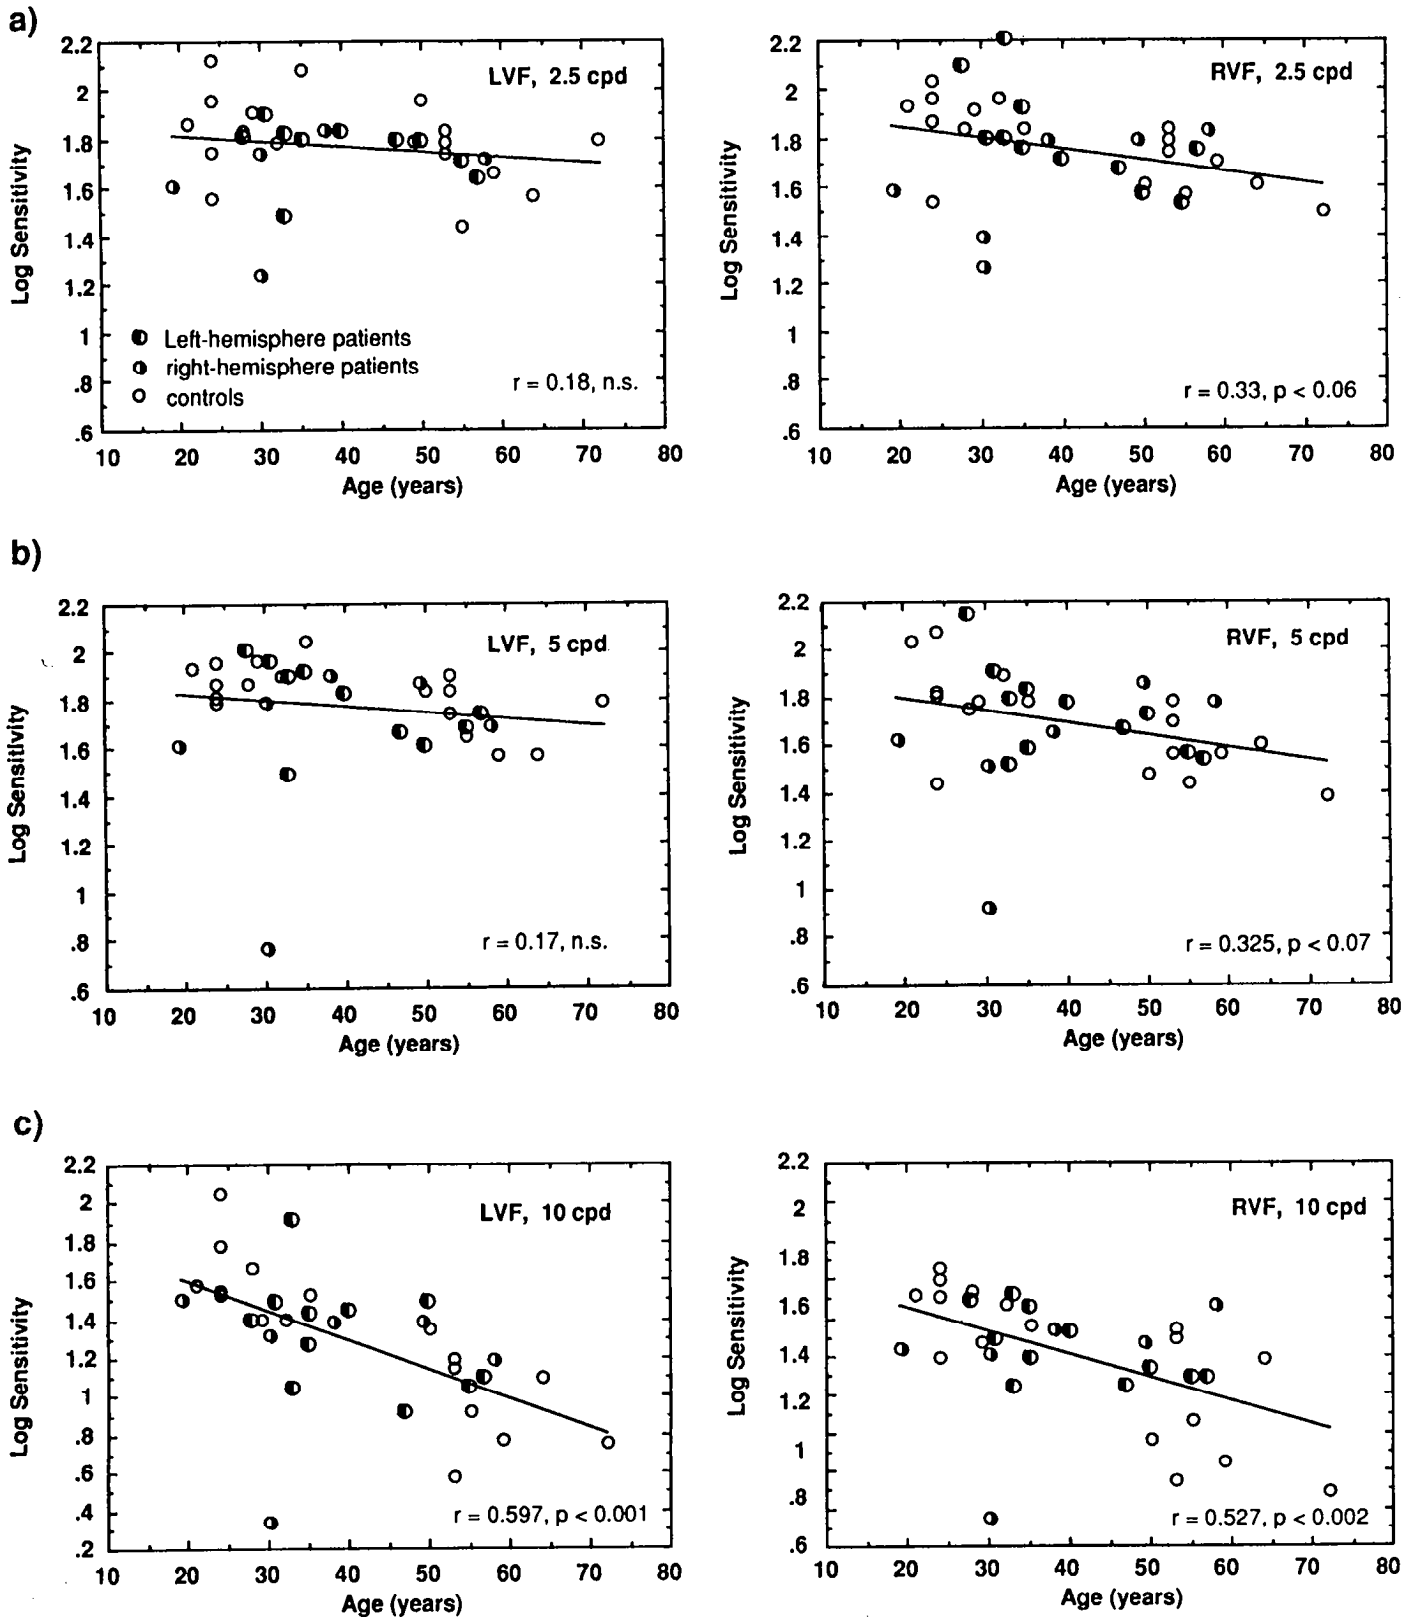 a)
2.2
2
1.8
1.6
1.4
1.2
1
.8
.6
Log Sensitivity
LVF, 2.5 cpd
Left-hemisphere patients
right-hemisphere patients
controls
r = 0.18, n.s.
10 20 30 40 50 60 70 80
Age (years)
2.2
2
1.8
1.6
1.4
1.2
1
.8
.6
Log Sensitivity
RVF, 2.5 cpd
r = 0.33, p < 0.06
10 20 30 40 50 60 70 80
Age (years)
b)
2.2
2
1.8
1.6
1.4
1.2
1
.8
.6
Log Sensitivity
LVF, 5 cpd
r = 0.17, n.s.
10 20 30 40 50 60 70 80
Age (years)
2.2
2
1.8
1.6
1.4
1.2
1
.8
.6
Log Sensitivity
RVF, 5 cpd
r = 0.325, p < 0.07
10 20 30 40 50 60 70 80
Age (years)
c)
2.2
2
1.8
1.6
1.4
1.2
1
.8
.6
.4
.2
Log Sensitivity
LVF, 10 cpd
r = 0.597, p < 0.001
10 20 30 40 50 60 70 80
Age (years)
2.2
2
1.8
1.6
1.4
1.2
1
.8
.6
Log Sensitivity
RVF, 10 cpd
r = 0.527, p < 0.002
10 20 30 40 50 60 70 80
Age (years)